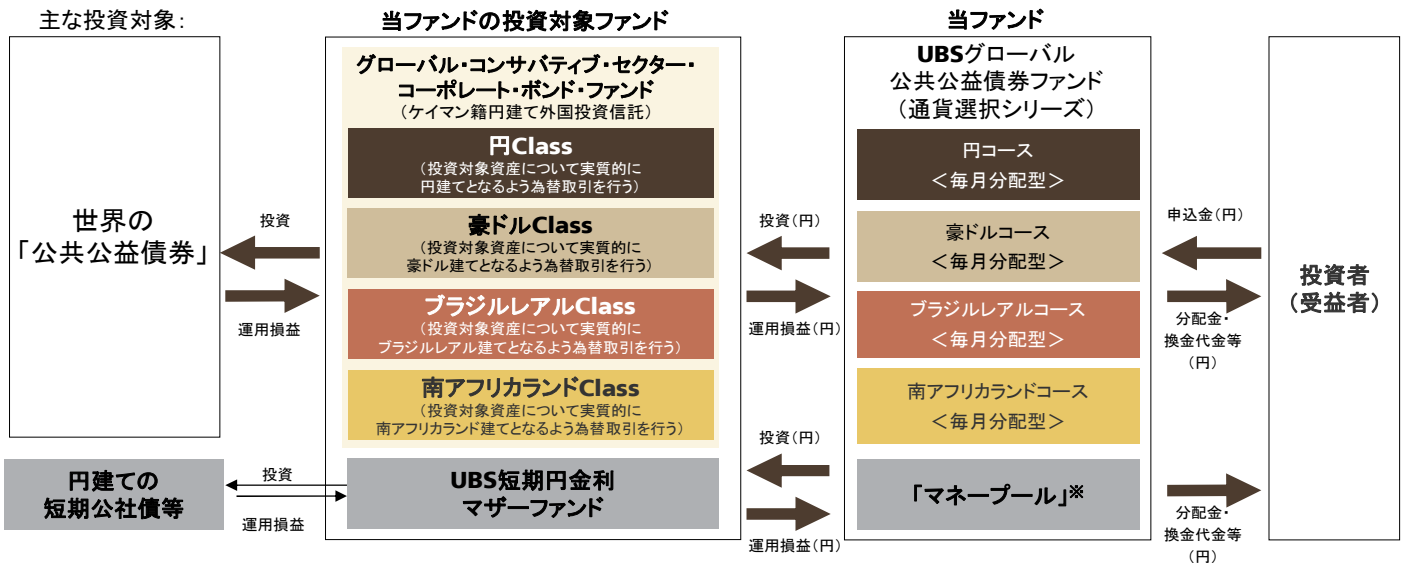 主な投資対象：
世界の
「公共公益債券」
円建ての
短期公社債等
投資
運用損益
投資
運用損益
当ファンドの投資対象ファンド
グローバル・コンサバティブ・セクター・
コーポレート・ボンド・ファンド
（ケイマン籍円建て外国投資信託）
円Class
（投資対象資産について実質的に
円建てとなるよう為替取引を行う）
豪ドルClass
（投資対象資産について実質的に
豪ドル建てとなるよう為替取引を行う）
ブラジルレアルClass
（投資対象資産について実質的に
ブラジルレアル建てとなるよう為替取引を行う）
南アフリカランドClass
（投資対象資産について実質的に
南アフリカランド建てとなるよう為替取引を行う）
UBS短期円金利
マザーファンド
投資（円）
運用損益（円）
投資（円）
運用損益（円）
当ファンド
UBSグローバル
公共公益債券ファンド
（通貨選択シリーズ）
円コース
＜毎月分配型＞
豪ドルコース
＜毎月分配型＞
ブラジルレアルコース
＜毎月分配型＞
南アフリカランドコース
＜毎月分配型＞
「マネープール」※
申込金（円）
分配金・
換金代金等
（円）
分配金・
換金代金等
（円）
投資者
（受益者）